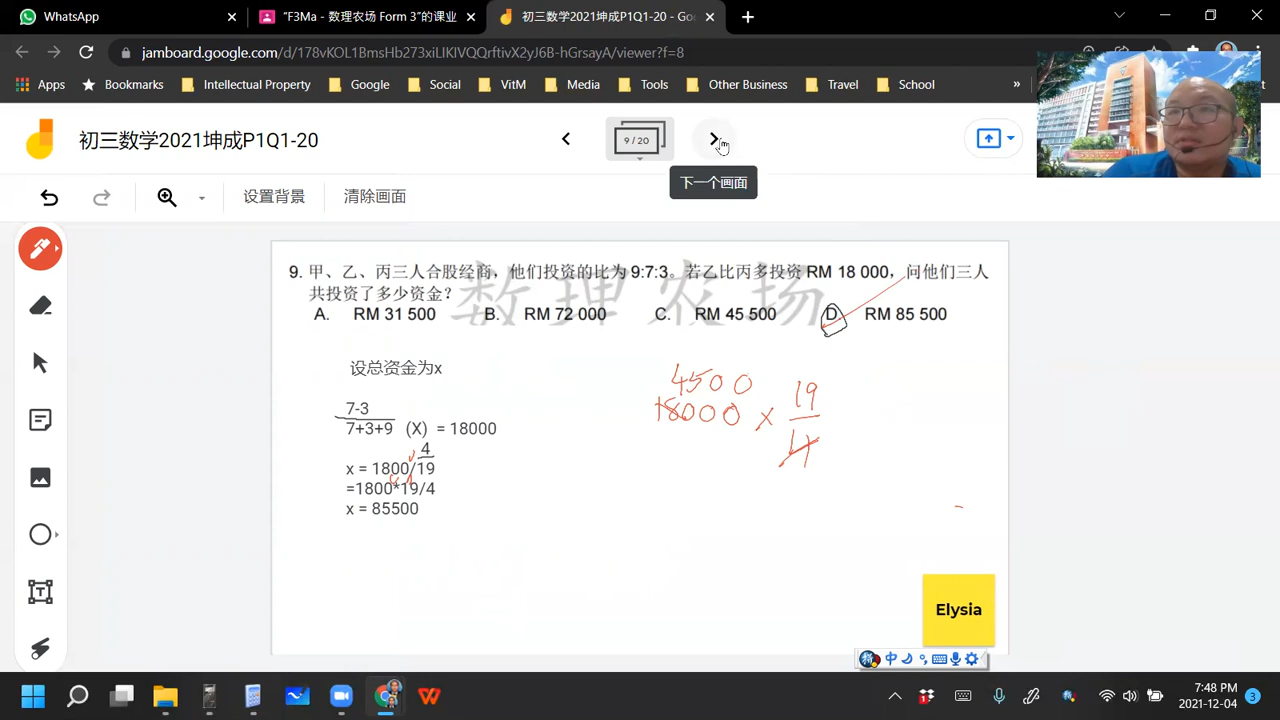 WhatsApp
"F3Ma - 数理农场 Form 3"的课业
初三数学2021坤成P1Q1-20 - Go
jamboard.google.com/d/178vKOL1BmsHb273xiLIKIVOQrftivX2yJ6B-hGrsayA/viewer?f=8
Apps
Bookmarks
Intellectual Property
Google
Social
VitM
Media
Tools
Other Business
Travel
School
»
初三数学2021坤成P1Q1-20
9 / 20
下一个画面
设置背景
清除画面
数理农场
9. 甲、乙、丙三人合股经商，他们投资的比为 9:7:3。若乙比丙多投资 RM 18 000，问他们三人
共投资了多少资金？
A. RM 31 500 B. RM 72 000 C. RM 45 500 D. RM 85 500
设总资金为x
7-3
7+3+9 (X) = 18000
4
x = 1800/19
=1800*19/4
x = 85500
4500
18000 x 19
4
Elysia
中
7:48 PM
2021-12-04
3